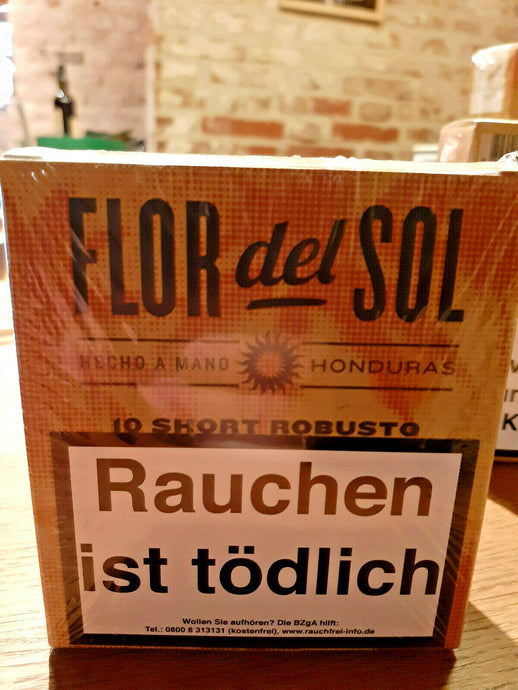 FLOR del SOL
HECHO A MANO HONDURAS
10 SHORT ROBUSTO
Rauchen
ist tödlich
Wollen Sie aufhören? Die BZgA hilft:
Tel.: 0800 8 313131 (kostenfrei), www.rauchfrei-info.de